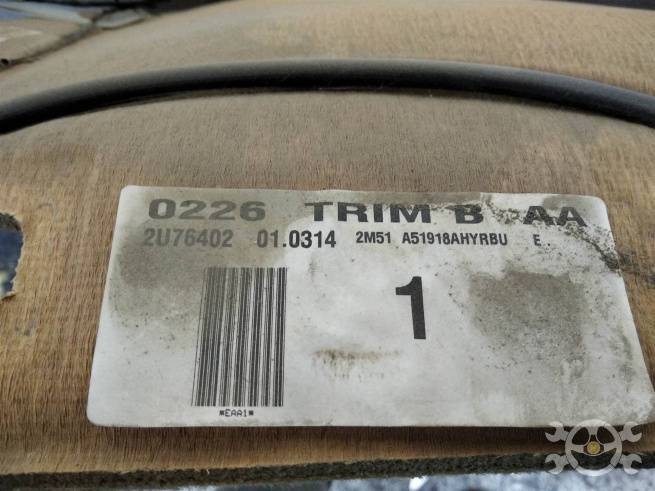 0226 TRIM B AA
2U76402 01.0314 2M51 A51918AHYRBU E
1
*EAA1*